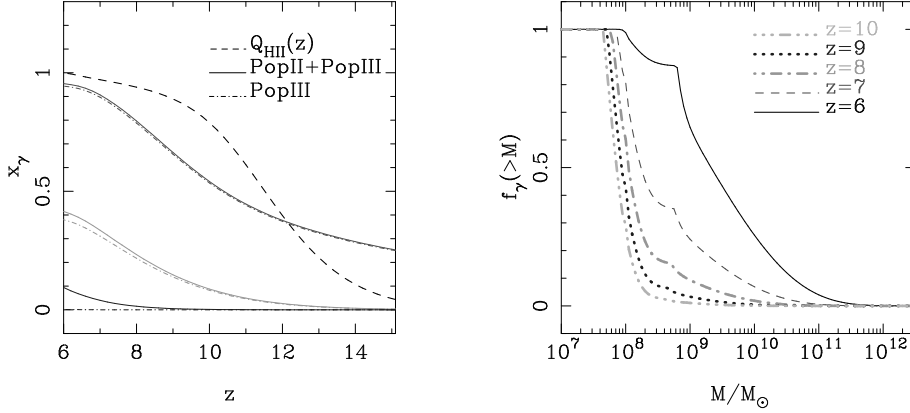 Q_HII(z)
PopII+PopIII
PopIII
x_γ
1
0.5
0
6
8
10
12
14
z
z=10
z=9
z=8
z=7
z=6
f_γ(>M)
1
0.5
0
10^7
10^8
10^9
10^10
10^11
10^12
M/M_⊙